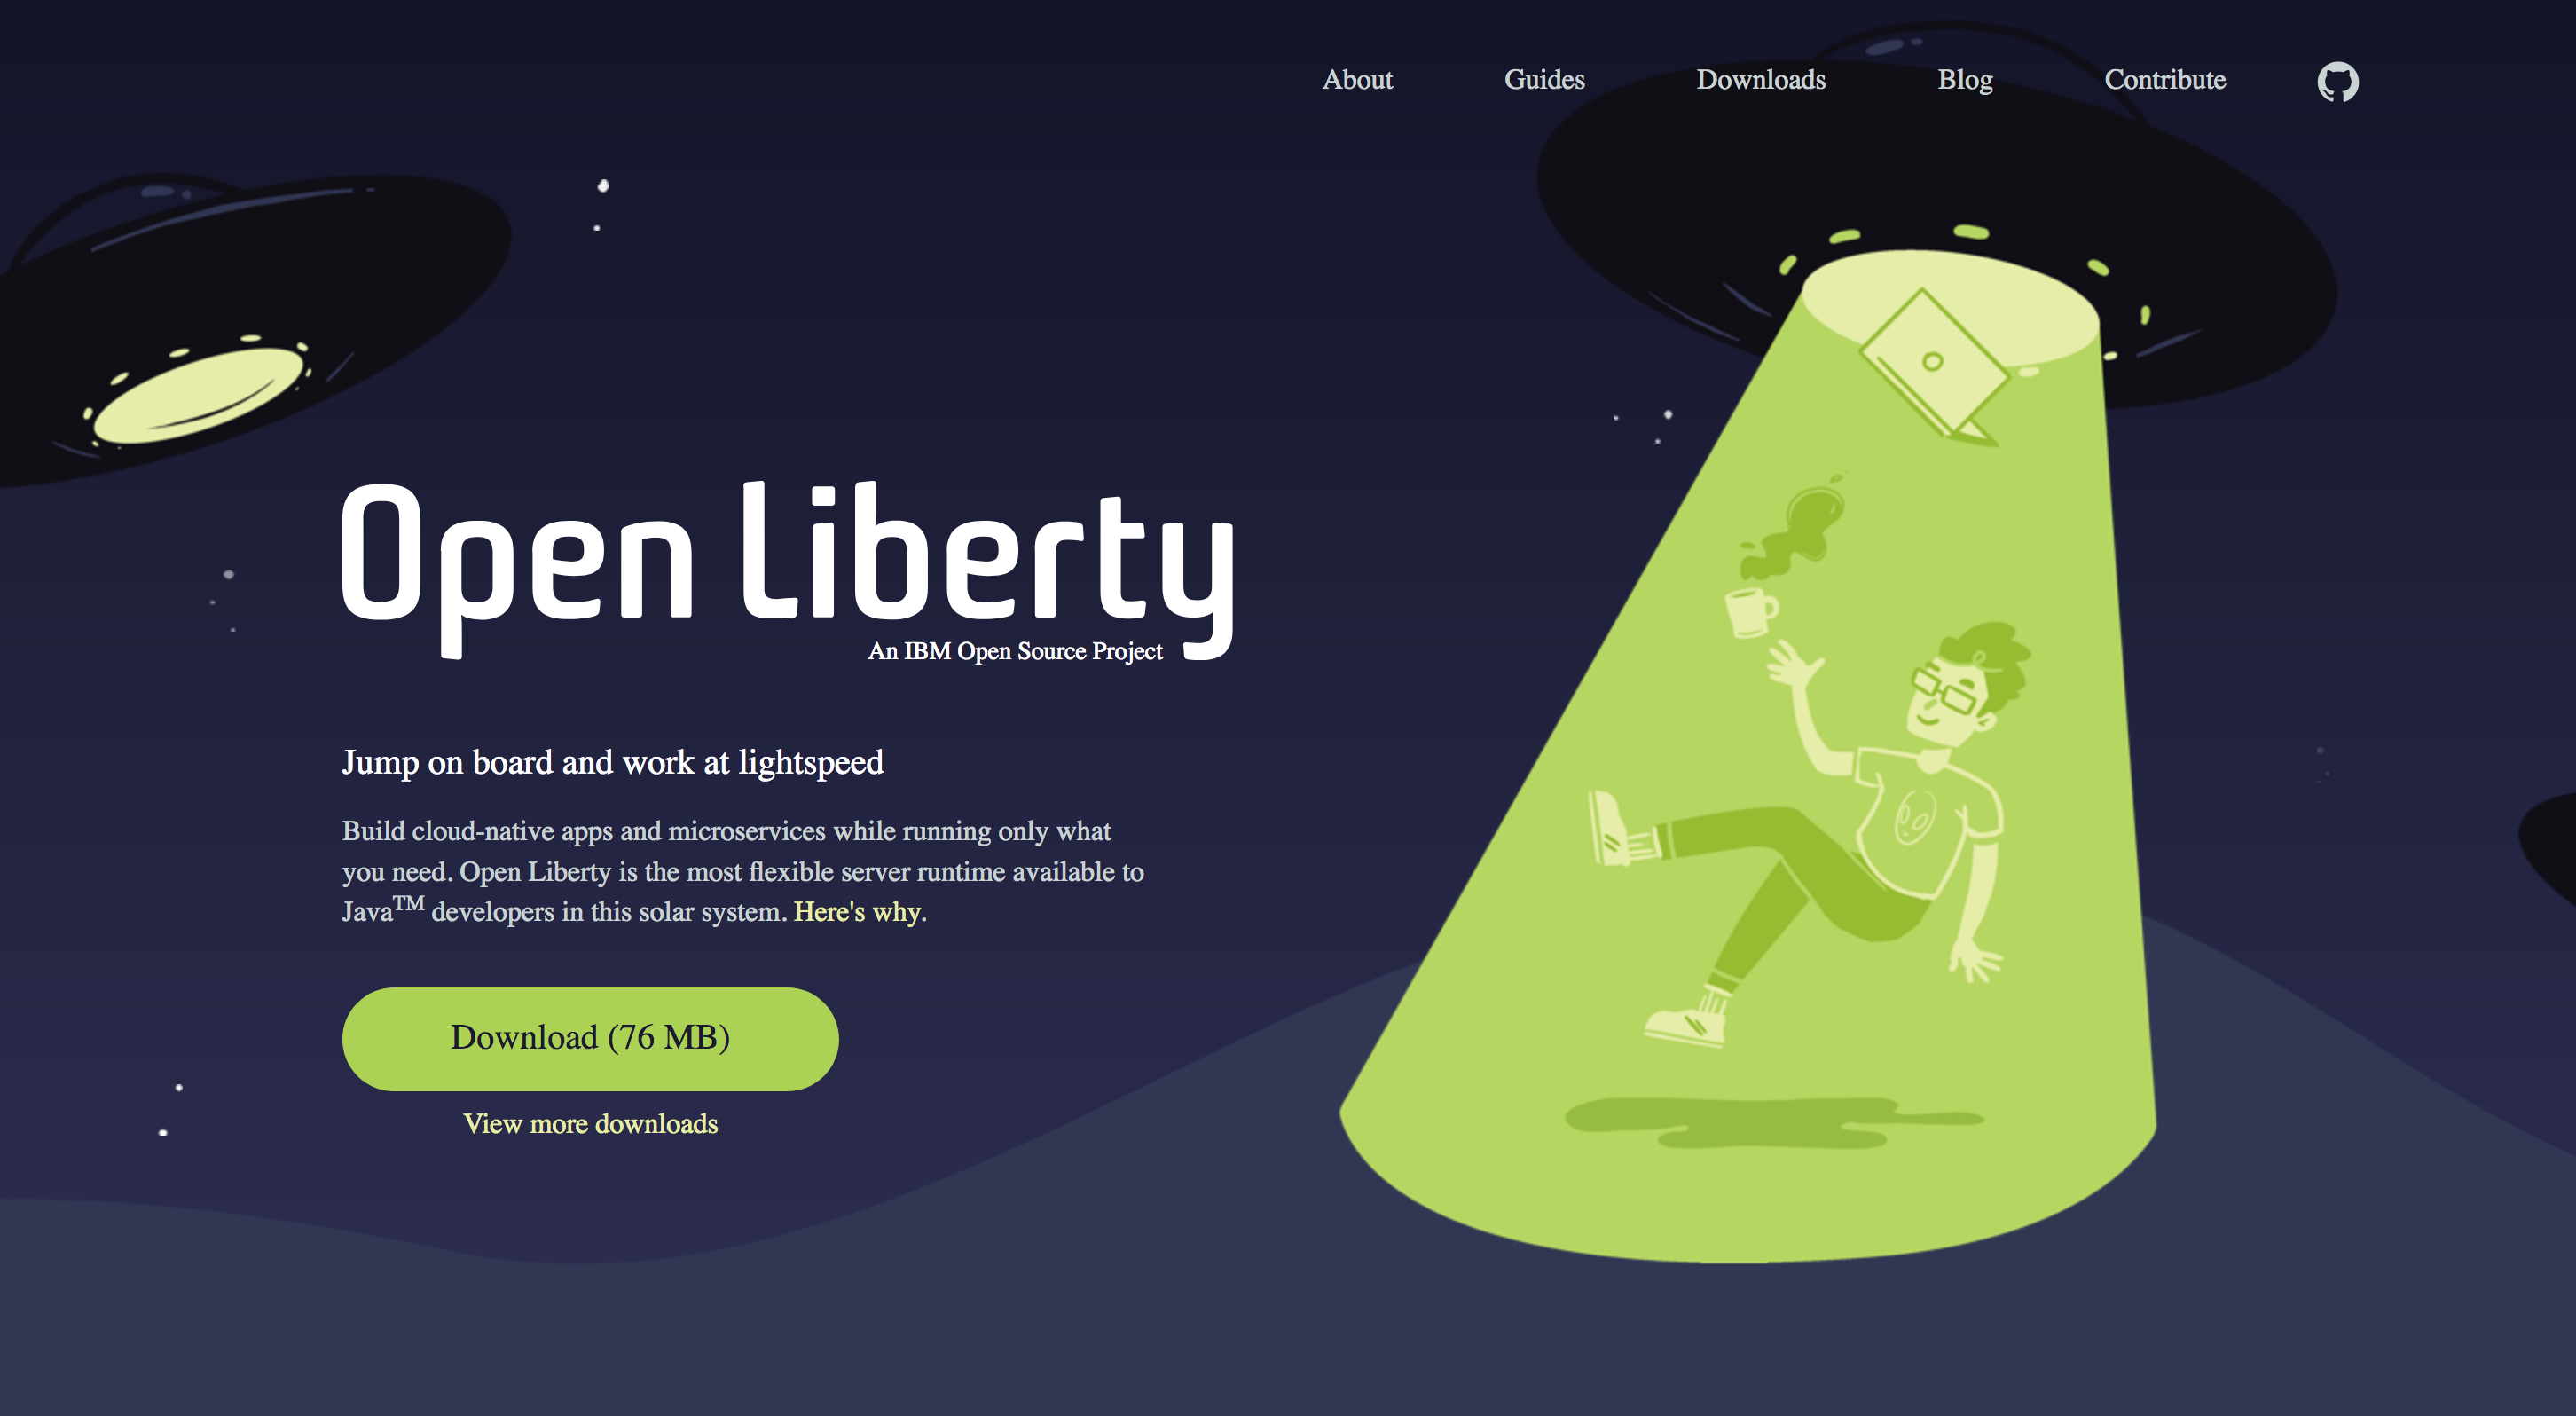 About Guides Downloads Blog Contribute
Open Liberty
An IBM Open Source Project
Jump on board and work at lightspeed
Build cloud-native apps and microservices while running only what
you need. Open Liberty is the most flexible server runtime available to
Java™ developers in this solar system. Here's why.
Download (76 MB)
View more downloads